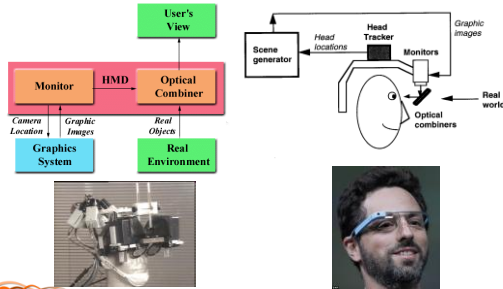 User's
View
Monitor
HMD
Optical
Combiner
Camera
Location
Graphic
Images
Real
Objects
Graphics
System
Real
Environment
Scene
generator
Head
locations
Head
Tracker
Monitors
Graphic
images
Optical
combiners
Real
world